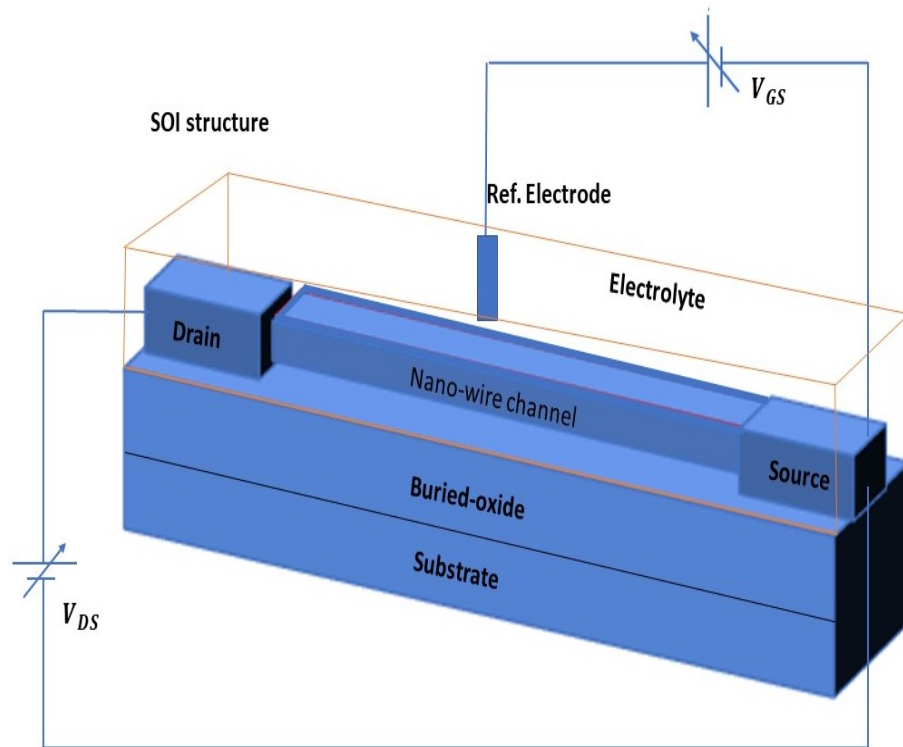 V_GS
SOI structure
Ref. Electrode
Electrolyte
Drain
Nano-wire channel
Source
Buried-oxide
Substrate
V_DS